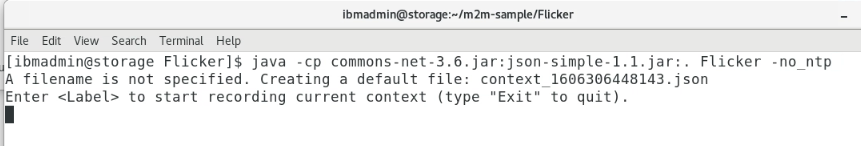 ibmadmin@storage:~/m2m-sample/Flicker
File Edit View Search Terminal Help
[ibmadmin@storage Flicker]$ java -cp commons-net-3.6.jar:json-simple-1.1.jar:. Flicker -no_ntp
A filename is not specified. Creating a default file: context_1606306448143.json
Enter <Label> to start recording current context (type "Exit" to quit).